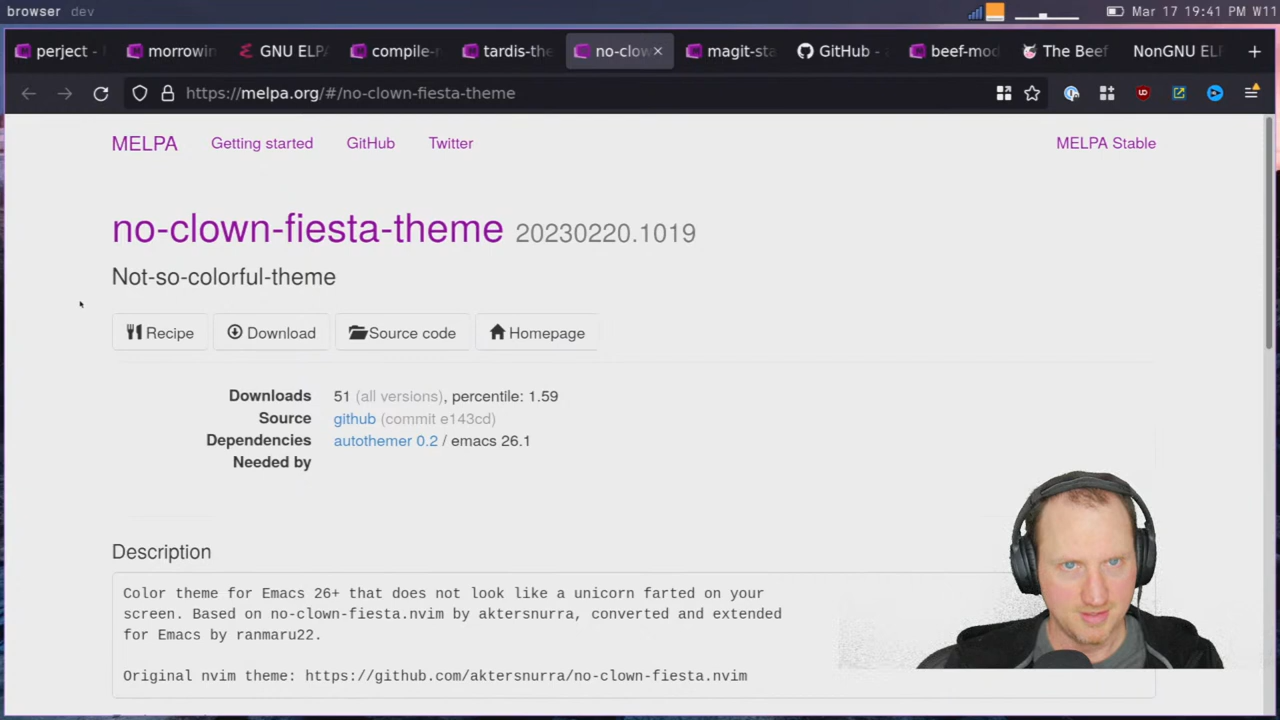 browser dev
Mar 17 19:41 PM W11
perject -
morrowin
GNU ELPA
compile-
tardis-the
no-clow
magit-sta
GitHub -
beef-mod
The Beef
NonGNU EL
https://melpa.org/#/no-clown-fiesta-theme
MELPA Getting started GitHub Twitter MELPA Stable
no-clown-fiesta-theme 20230220.1019
Not-so-colorful-theme
Recipe Download Source code Homepage
Downloads 51 (all versions), percentile: 1.59
Source github (commit e143cd)
Dependencies autothemer 0.2 / emacs 26.1
Needed by
Description
Color theme for Emacs 26+ that does not look like a unicorn farted on your
screen. Based on no-clown-fiesta.nvim by aktersnurra, converted and extended
for Emacs by ranmaru22.
Original nvim theme: https://github.com/aktersnurra/no-clown-fiesta.nvim